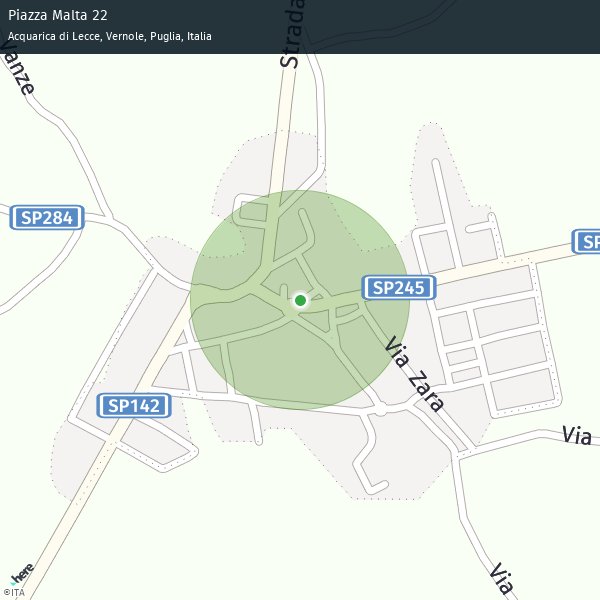 Piazza Malta 22
Acquarica di Lecce, Vernole, Puglia, Italia
Strada
Vanze
SP284
SP
SP245
Via Zara
SP142
Via
Via
here
©ITA